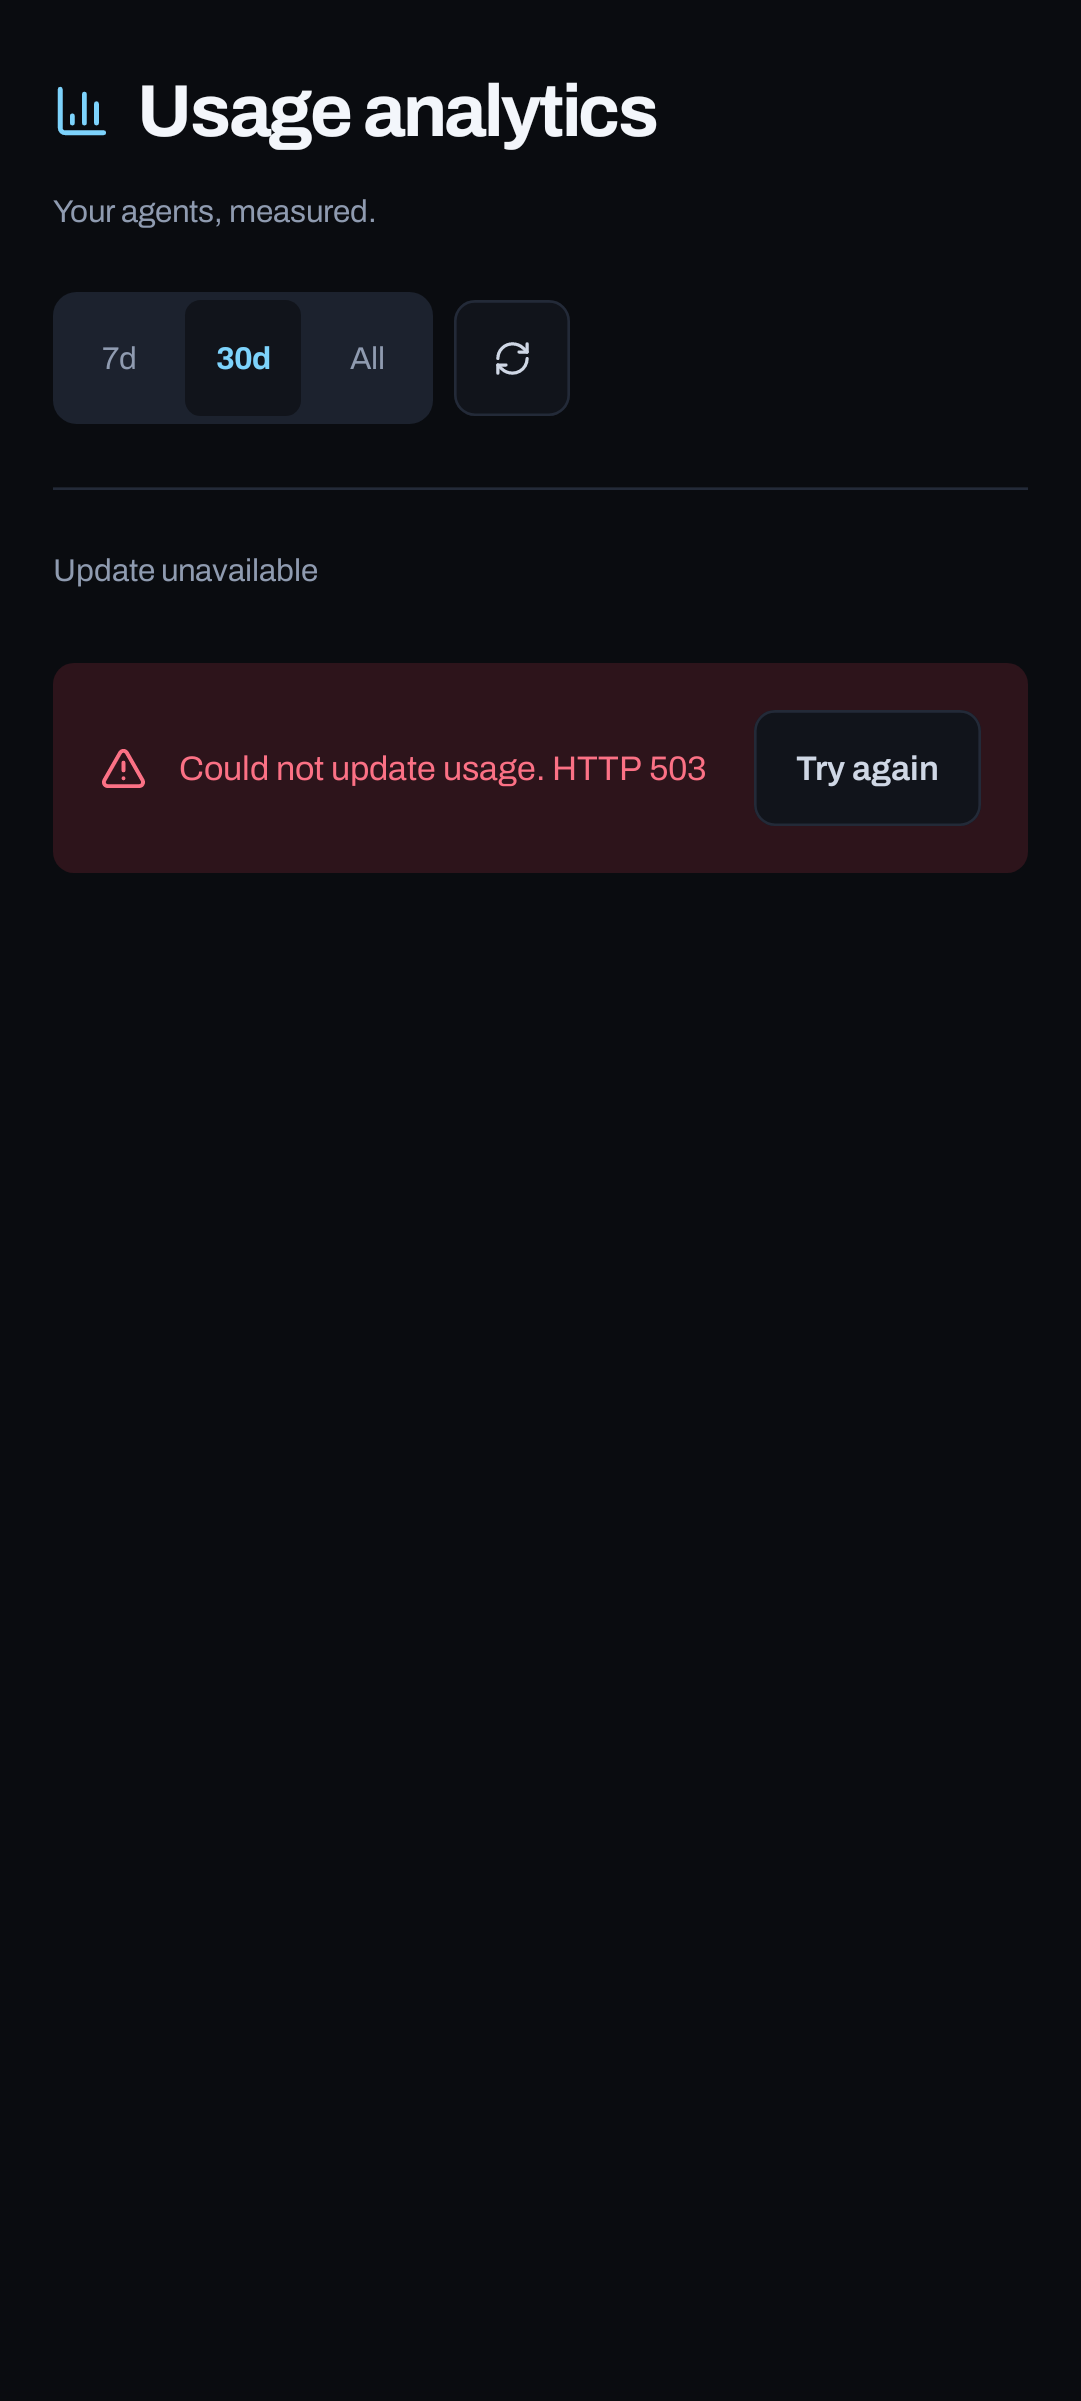 Usage analytics
Your agents, measured.
7d 30d All
Update unavailable
Could not update usage. HTTP 503 Try again